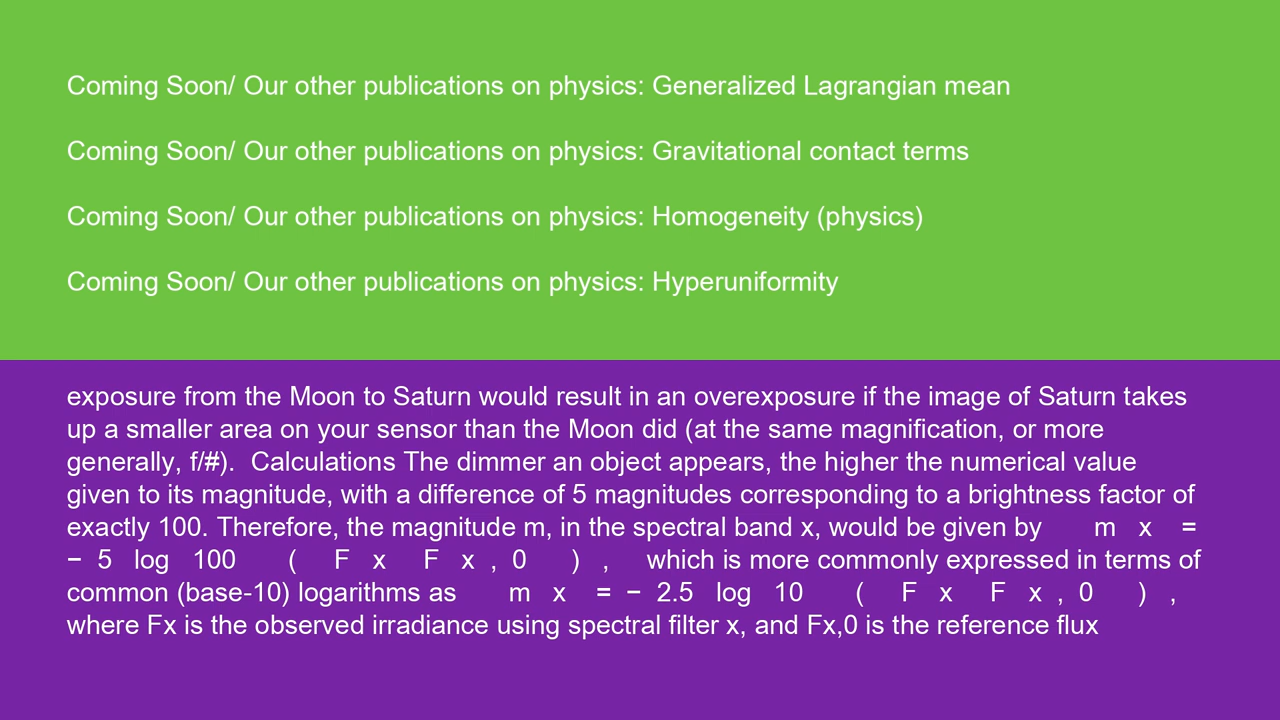 Coming Soon/ Our other publications on physics: Generalized Lagrangian mean
Coming Soon/ Our other publications on physics: Gravitational contact terms
Coming Soon/ Our other publications on physics: Homogeneity (physics)
Coming Soon/ Our other publications on physics: Hyperuniformity
exposure from the Moon to Saturn would result in an overexposure if the image of Saturn takes
up a smaller area on your sensor than the Moon did (at the same magnification, or more
generally, f/#).  Calculations The dimmer an object appears, the higher the numerical value
given to its magnitude, with a difference of 5 magnitudes corresponding to a brightness factor of
exactly 100. Therefore, the magnitude m, in the spectral band x, would be given by m x =
− 5 log 100 ( F x F x , 0 ) , which is more commonly expressed in terms of
common (base-10) logarithms as m x = − 2.5 log 10 ( F x F x , 0 ) ,
where Fx is the observed irradiance using spectral filter x, and Fx,0 is the reference flux